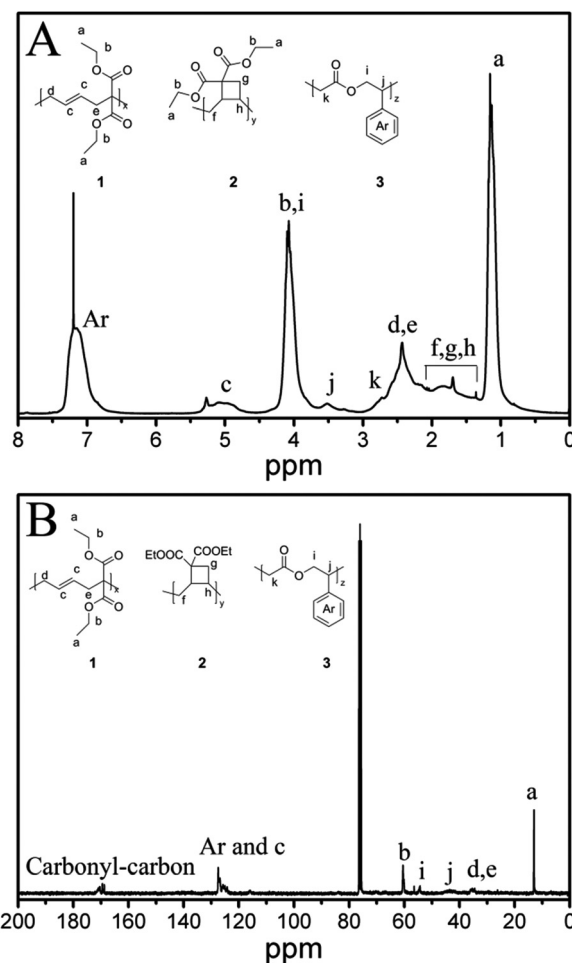 A
a
b
O
O
d
c
c
e
x
O
O
b
a
1
O
O
b
a
b
O
O
g
a
f
h
y
2
O
O
i
j
k
z
Ar
3
a
b,i
Ar
c
j
k
d,e
f,g,h
8 7 6 5 4 3 2 1 0
ppm
B
a
b
O
O
d
c
c
e
x
O
O
b
a
1
EtOOC COOEt
g
f
h
y
2
O
O
i
j
k
z
Ar
3
Carbonyl-carbon
Ar and c
b
i
j
d,e
a
200 180 160 140 120 100 80 60 40 20 0
ppm